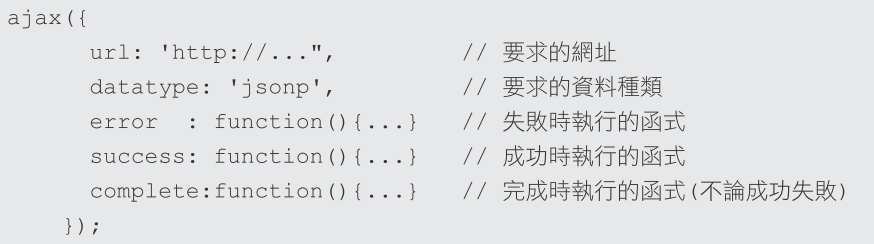 ajax({
url: 'http://...", // 要求的網址
datatype: 'jsonp', // 要求的資料種類
error : function(){...} // 失敗時執行的函式
success: function(){...} // 成功時執行的函式
complete:function(){...} // 完成時執行的函式(不論成功失敗)
});